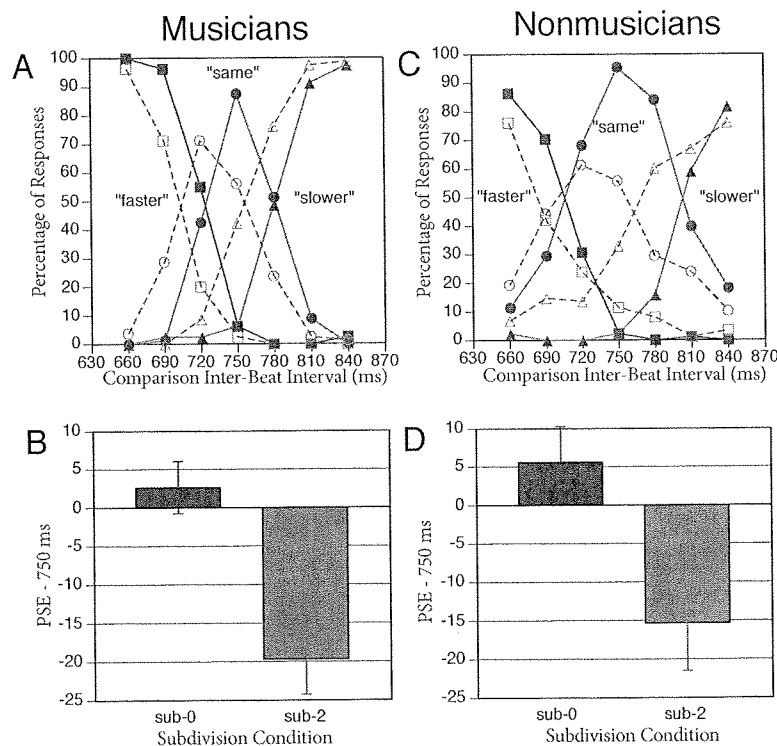 Musicians
Nonmusicians
A
Percentage of Responses
100
90
80
70
60
50
40
30
20
10
0
"same"
"faster"
"slower"
630 660 690 720 750 780 810 840 870
Comparison Inter-Beat Interval (ms)
C
Percentage of Responses
100
90
80
70
60
50
40
30
20
10
0
"same"
"faster"
"slower"
630 660 690 720 750 780 810 840 870
Comparison Inter-Beat Interval (ms)
B
PSE - 750 ms
10
5
0
-5
-10
-15
-20
-25
sub-0 sub-2
Subdivision Condition
D
PSE - 750 ms
10
5
0
-5
-10
-15
-20
-25
sub-0 sub-2
Subdivision Condition